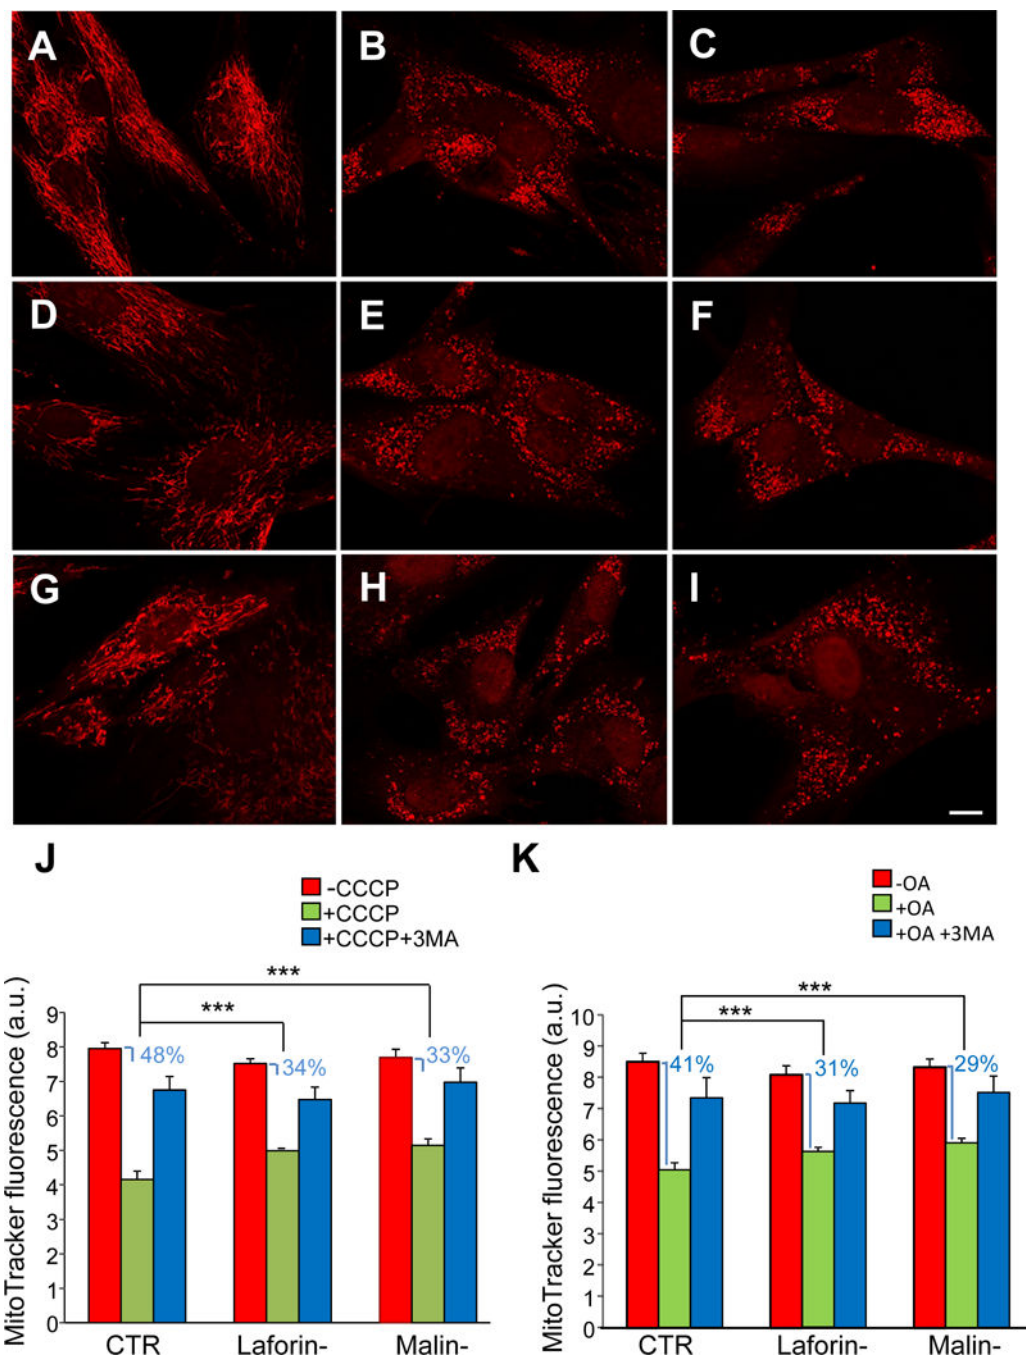 A
B
C
D
E
F
G
H
I
J
-CCCP
+CCCP
+CCCP+3MA
MitoTracker fluorescence (a.u.)
9
8
7
6
5
4
3
2
1
0
***
***
48%
34%
33%
CTR
Laforin-
Malin-
K
-OA
+OA
+OA +3MA
MitoTracker fluorescence (a.u.)
10
9
8
7
6
5
4
3
2
1
0
***
***
41%
31%
29%
CTR
Laforin-
Malin-